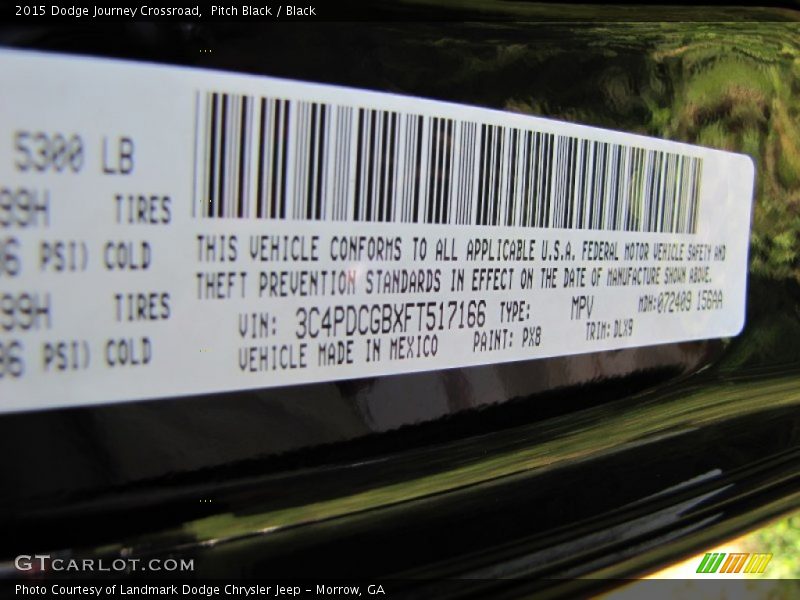 2015 Dodge Journey Crossroad, Pitch Black / Black
5300 LB
99H TIRES
PSI) COLD
99H TIRES
PSI) COLD
THIS VEHICLE CONFORMS TO ALL APPLICABLE U.S.A. FEDERAL MOTOR VEHICLE SAFETY AND
THEFT PREVENTION STANDARDS IN EFFECT ON THE DATE OF MANUFACTURE SHOWN ABOVE.
VIN: 3C4PDCGBXFT517166 TYPE: MPV MDH:072409 156AA
VEHICLE MADE IN MEXICO PAINT: PX8 TRIM: DLX9
GTCARLOT.COM
Photo Courtesy of Landmark Dodge Chrysler Jeep - Morrow, GA